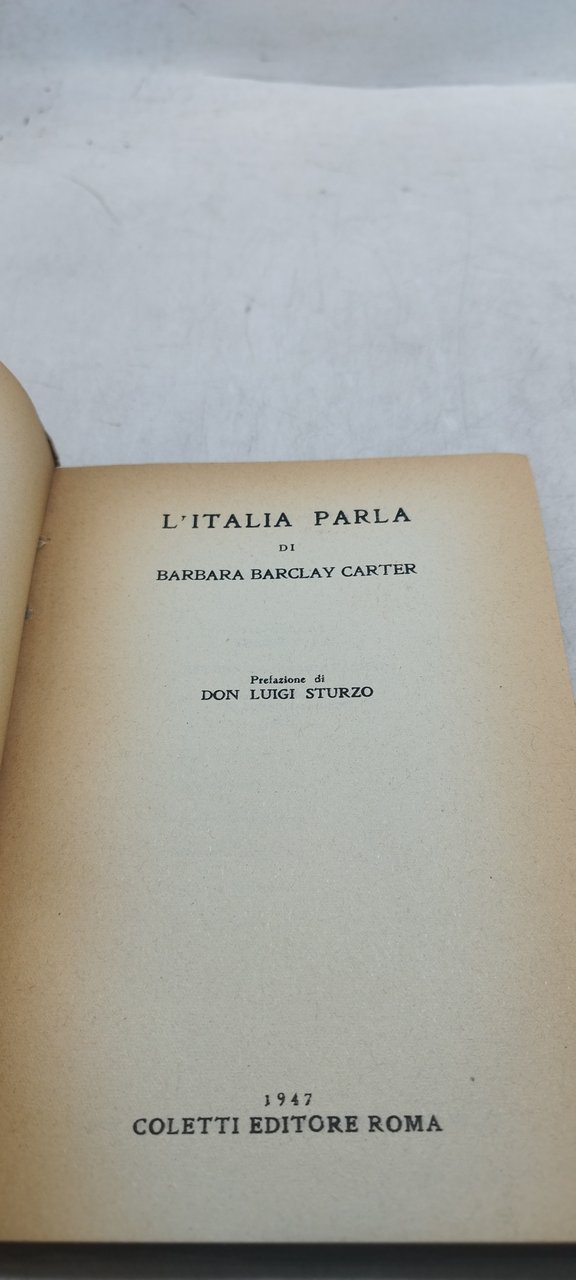 L'ITALIA PARLA
DI
BARBARA BARCLAY CARTER
Prefazione di
DON LUIGI STURZO
1947
COLETTI EDITORE ROMA